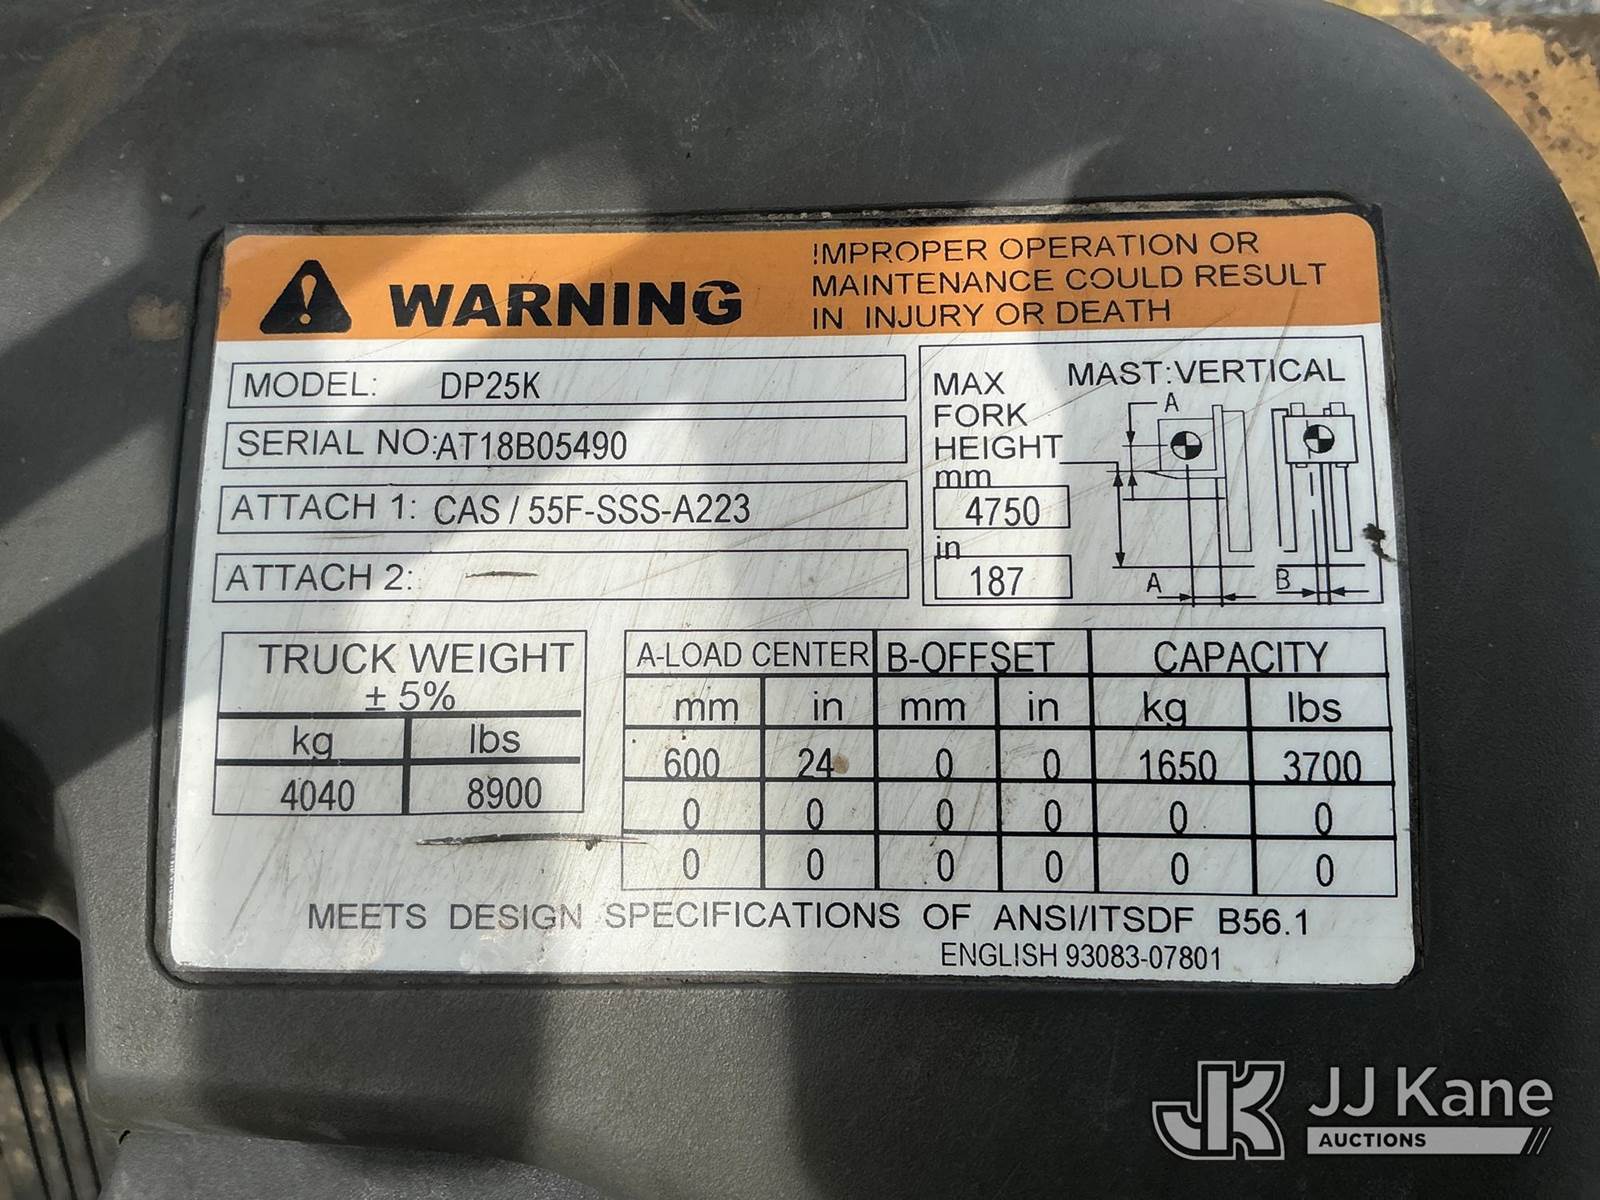 WARNING
IMPROPER OPERATION OR
MAINTENANCE COULD RESULT
IN INJURY OR DEATH
MODEL: DP25K
SERIAL NO: AT18B05490
ATTACH 1: CAS / 55F-SSS-A223
ATTACH 2:
MAX
FORK
HEIGHT
mm
4750
in
187
MAST:VERTICAL
A
A
B
TRUCK WEIGHT
± 5%
kg lbs
4040 8900
A-LOAD CENTER B-OFFSET CAPACITY
mm in mm in kg lbs
600 24 0 0 1650 3700
0 0 0 0 0 0
0 0 0 0 0 0
MEETS DESIGN SPECIFICATIONS OF ANSI/ITSDF B56.1
ENGLISH 93083-07801
JK JJ Kane
AUCTIONS